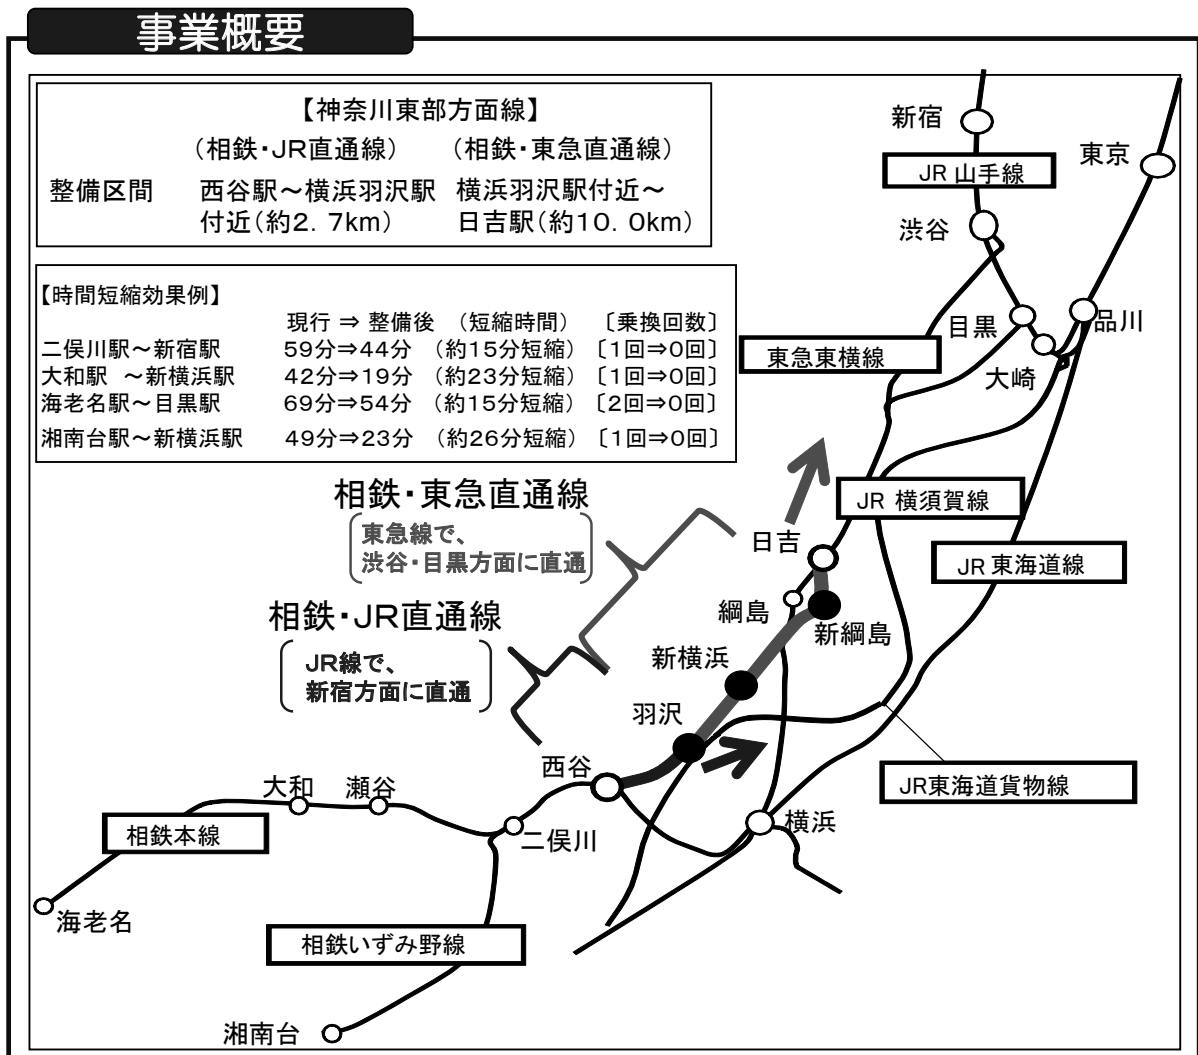 事業概要
【神奈川東部方面線】
（相鉄・JR直通線） （相鉄・東急直通線）
整備区間 西谷駅～横浜羽沢駅 横浜羽沢駅付近～
付近（約2．7km） 日吉駅（約10．0km）
【時間短縮効果例】
現行 ⇒ 整備後 （短縮時間） 〔乗換回数〕
二俣川駅～新宿駅 59分⇒44分 （約15分短縮） 〔1回⇒0回〕
大和駅 ～新横浜駅 42分⇒19分 （約23分短縮） 〔1回⇒0回〕
海老名駅～目黒駅 69分⇒54分 （約15分短縮） 〔2回⇒0回〕
湘南台駅～新横浜駅 49分⇒23分 （約26分短縮） 〔1回⇒0回〕
新宿
東京
JR 山手線
渋谷
目黒
品川
東急東横線
大崎
相鉄・東急直通線
東急線で、
渋谷・目黒方面に直通
JR 横須賀線
日吉
JR 東海道線
相鉄・JR直通線
綱島
新綱島
JR線で、
新宿方面に直通
新横浜
羽沢
西谷
JR東海道貨物線
大和
瀬谷
横浜
二俣川
相鉄本線
海老名
相鉄いずみ野線
湘南台